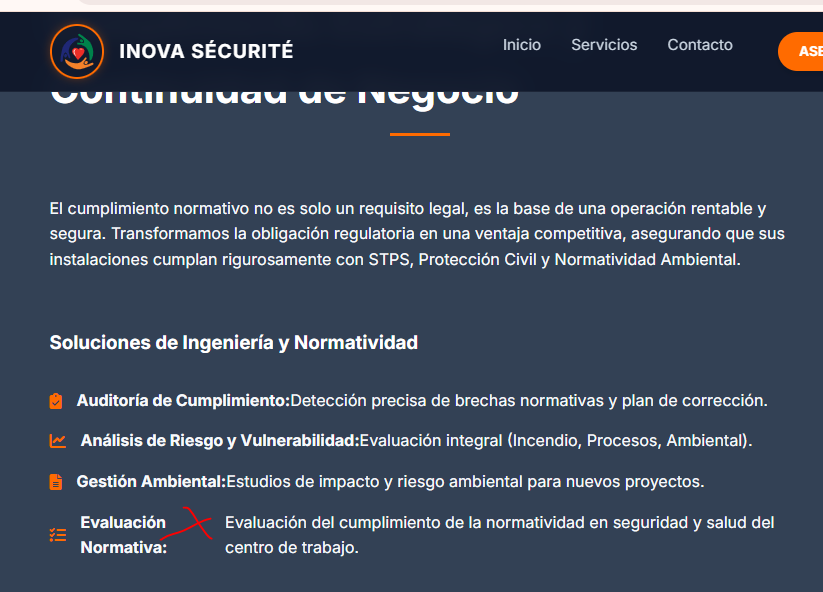 INOVA SÉCURITÉ
Inicio
Servicios
Contacto
ASE
Continuidad de Negocio
El cumplimiento normativo no es solo un requisito legal, es la base de una operación rentable y
segura. Transformamos la obligación regulatoria en una ventaja competitiva, asegurando que sus
instalaciones cumplan rigurosamente con STPS, Protección Civil y Normatividad Ambiental.
Soluciones de Ingeniería y Normatividad
Auditoría de Cumplimiento:Detección precisa de brechas normativas y plan de corrección.
Análisis de Riesgo y Vulnerabilidad:Evaluación integral (Incendio, Procesos, Ambiental).
Gestión Ambiental:Estudios de impacto y riesgo ambiental para nuevos proyectos.
Evaluación Evaluación del cumplimiento de la normatividad en seguridad y salud del
Normativa: centro de trabajo.